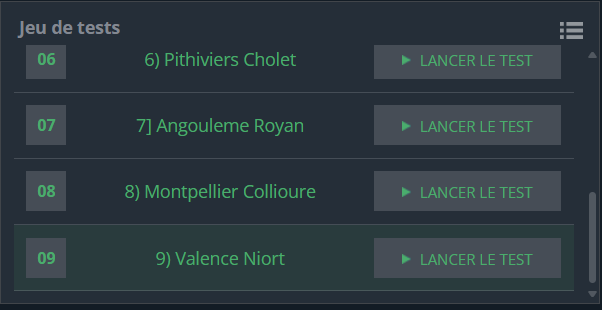 Jeu de tests
06 6) Pithiviers Cholet LANCER LE TEST
07 7] Angouleme Royan LANCER LE TEST
08 8) Montpellier Collioure LANCER LE TEST
09 9) Valence Niort LANCER LE TEST